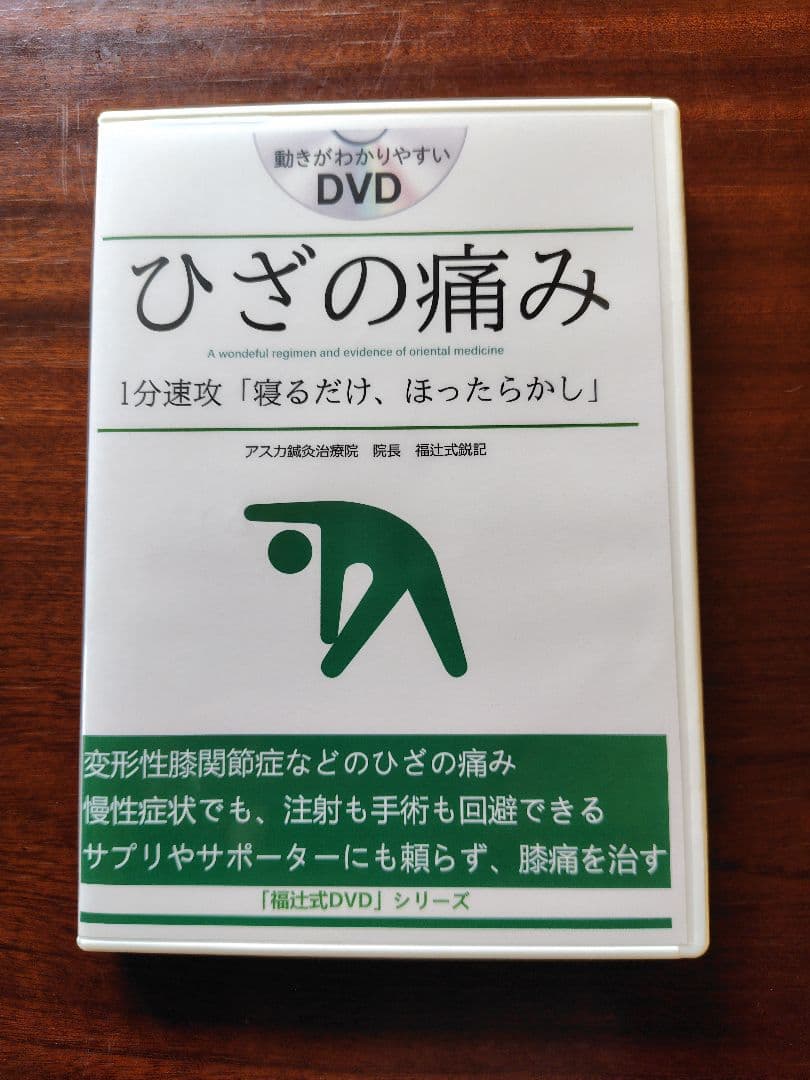 動きがわかりやすい
DVD
ひざの痛み
A wondeful regimen and evidence of oriental medicine
1分速攻「寝るだけ、ほったらかし」
アスカ鍼灸治療院　院長　福辻式鋭記
変形性膝関節症などのひざの痛み
慢性症状でも、注射も手術も回避できる
サプリやサポーターにも頼らず、膝痛を治す
「福辻式DVD」シリーズ